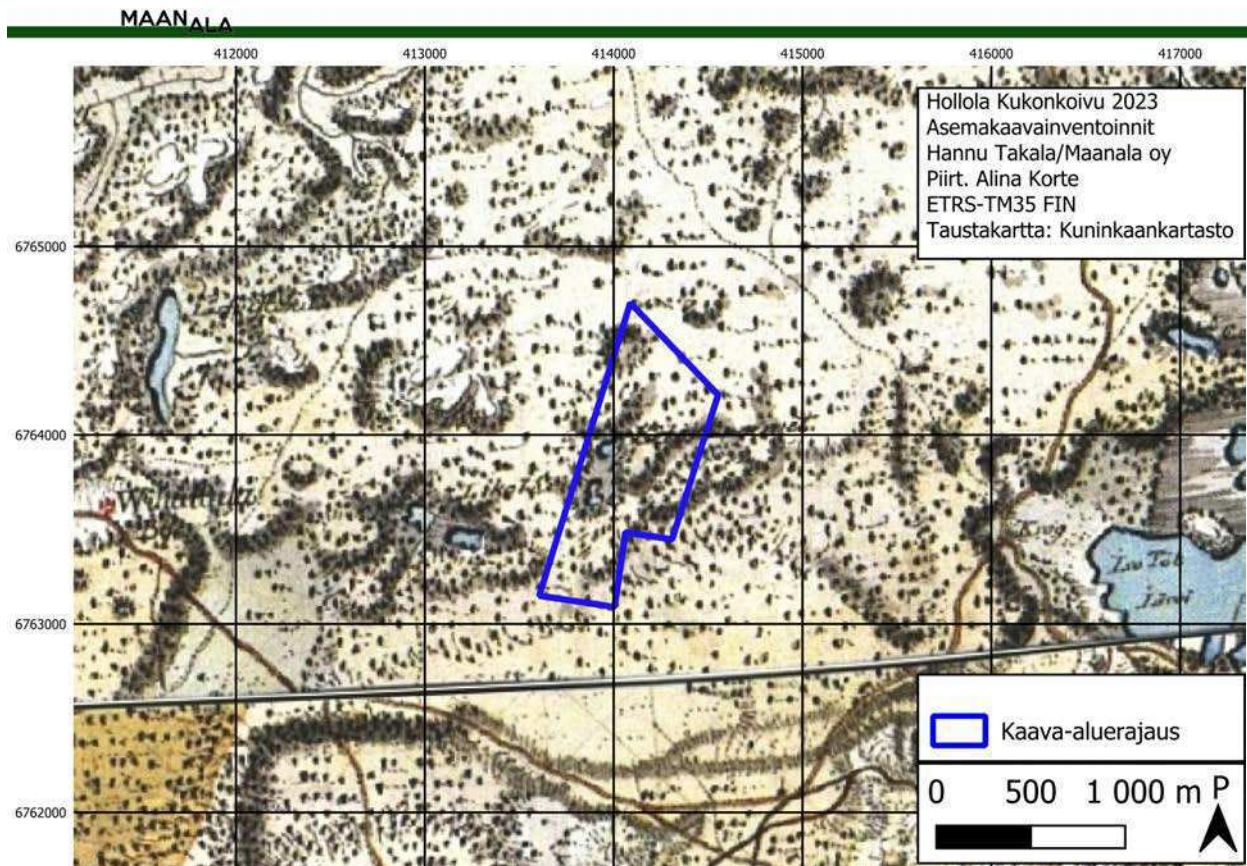 MAANALA
412000 413000 414000 415000 416000 417000
Hollola Kukonkoivu 2023
Asemakaavainventoinnit
Hannu Takala/Maanala oy
Piirt. Alina Korte
ETRS-TM35 FIN
Taustakartta: Kuninkaankartasto
6765000
6764000
6763000
Järvi
6762000
Kaava-aluerajaus
0 500 1 000 m P